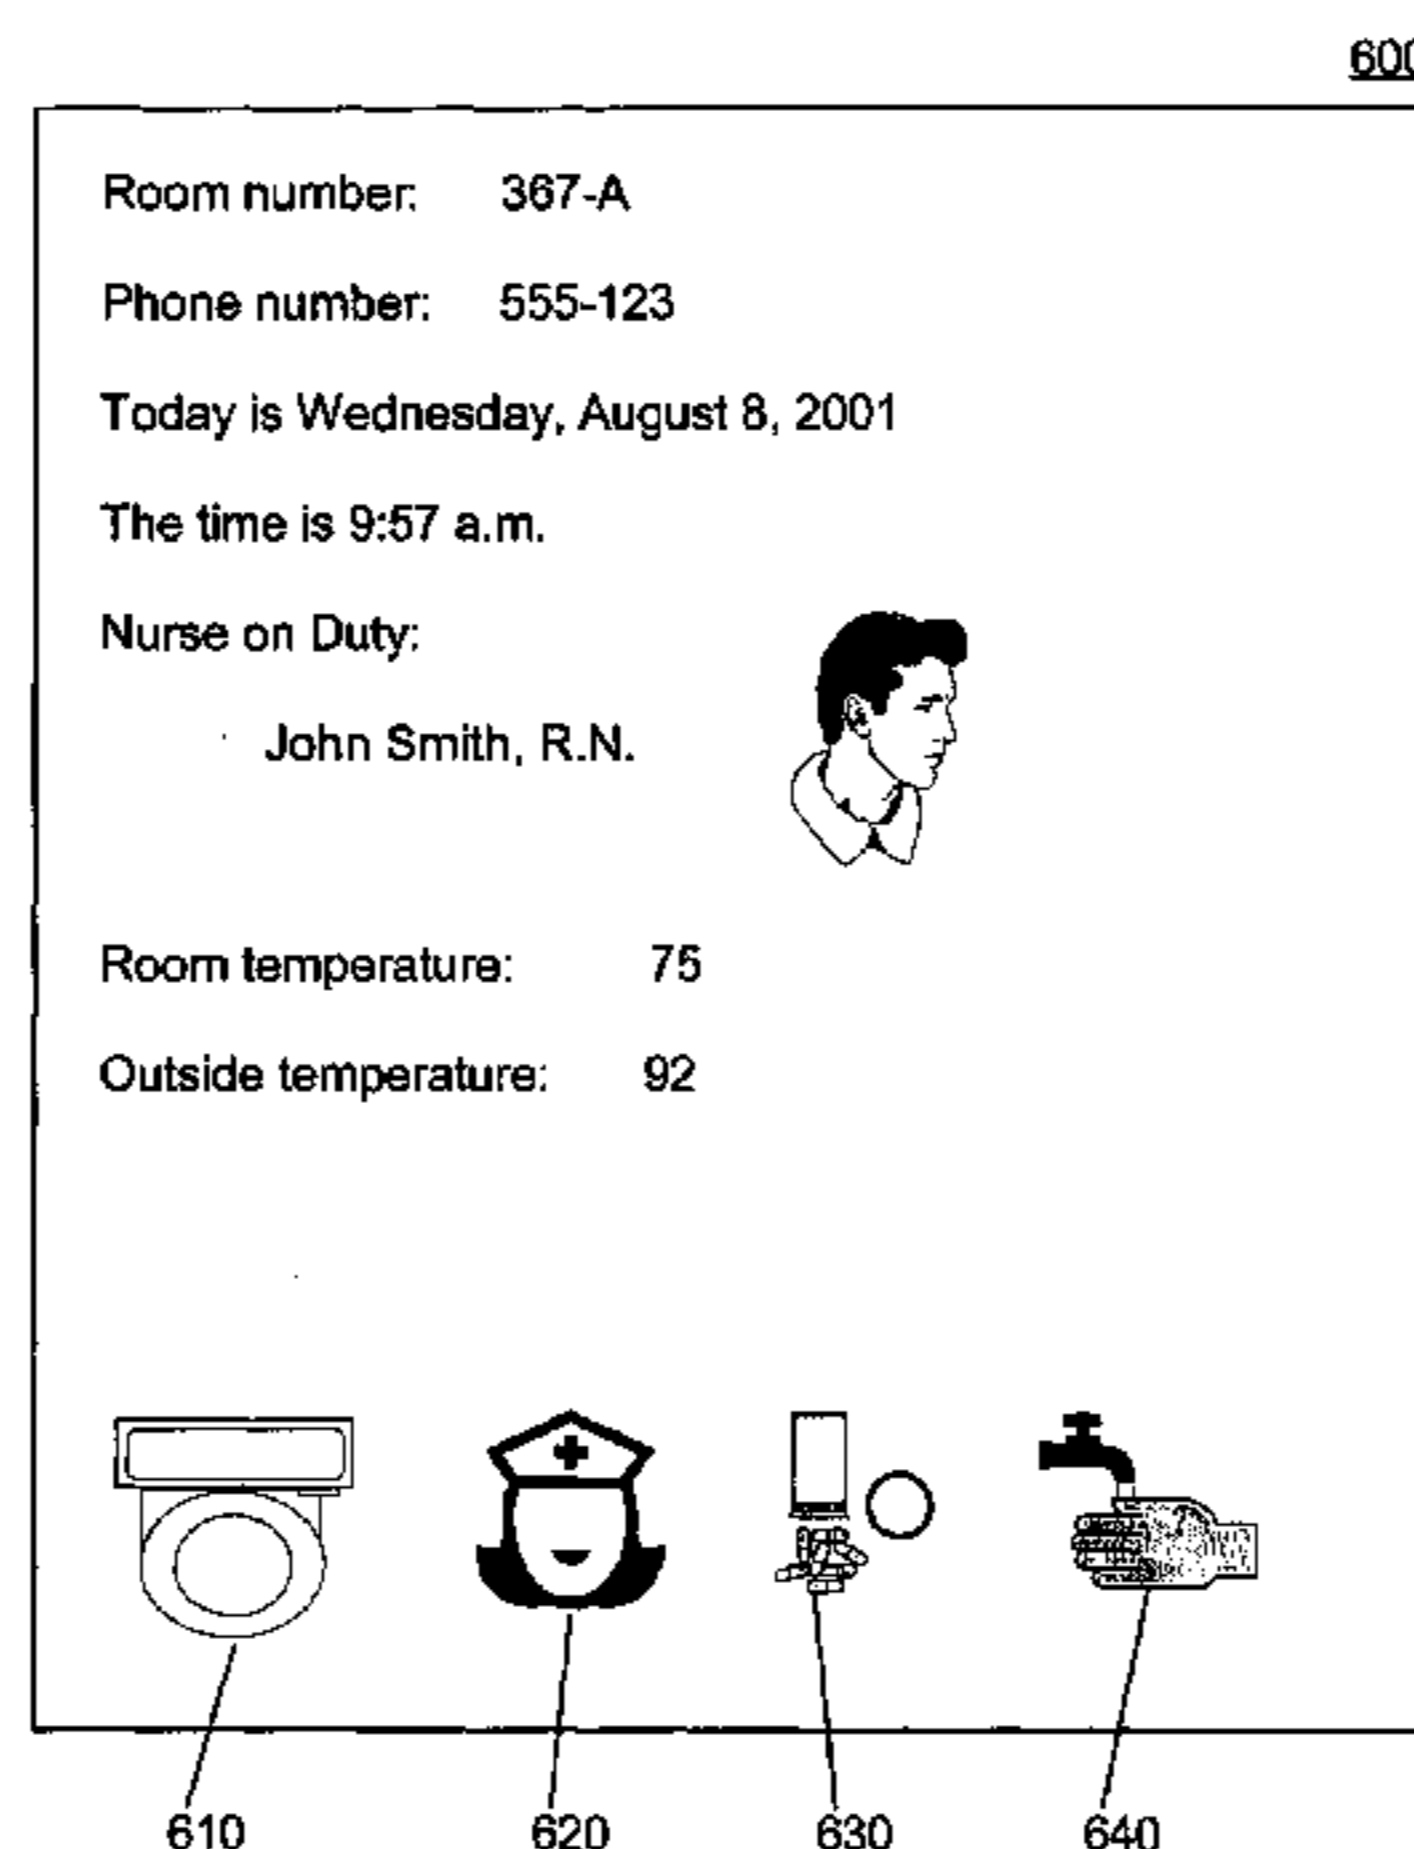 600
Room number: 367-A
Phone number: 555-123
Today is Wednesday, August 8, 2001
The time is 9:57 a.m.
Nurse on Duty:
John Smith, R.N.
Room temperature: 75
Outside temperature: 92
610 620 630 640